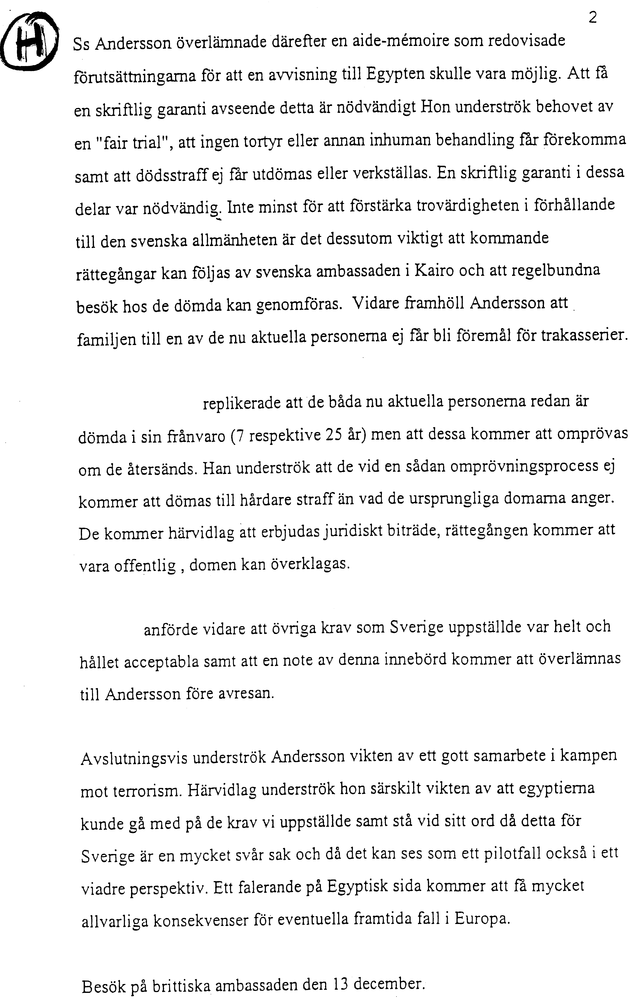 2
H
Ss Andersson överlämnade därefter en aide-mémoire som redovisade
förutsättningarna för att en avvisning till Egypten skulle vara möjlig. Att få
en skriftlig garanti avseende detta är nödvändigt Hon underströk behovet av
en "fair trial", att ingen tortyr eller annan inhuman behandling får förekomma
samt att dödsstraff ej får utdömas eller verkställas. En skriftlig garanti i dessa
delar var nödvändig. Inte minst för att förstärka trovärdigheten i förhållande
till den svenska allmänheten är det dessutom viktigt att kommande
rättegångar kan följas av svenska ambassaden i Kairo och att regelbundna
besök hos de dömda kan genomföras. Vidare framhöll Andersson att
familjen till en av de nu aktuella personerna ej får bli föremål för trakasserier.
replikerade att de båda nu aktuella personerna redan är
dömda i sin frånvaro (7 respektive 25 år) men att dessa kommer att omprövas
om de återsänds. Han underströk att de vid en sådan omprövningsprocess ej
kommer att dömas till hårdare straff än vad de ursprungliga domarna anger.
De kommer härvidlag att erbjudas juridiskt biträde, rättegången kommer att
vara offentlig , domen kan överklagas.
anförde vidare att övriga krav som Sverige uppställde var helt och
hållet acceptabla samt att en note av denna innebörd kommer att överlämnas
till Andersson före avresan.
Avslutningsvis underströk Andersson vikten av ett gott samarbete i kampen
mot terrorism. Härvidlag underströk hon särskilt vikten av att egyptierna
kunde gå med på de krav vi uppställde samt stå vid sitt ord då detta för
Sverige är en mycket svår sak och då det kan ses som ett pilotfall också i ett
viadre perspektiv. Ett falerande på Egyptisk sida kommer att få mycket
allvarliga konsekvenser för eventuella framtida fall i Europa.
Besök på brittiska ambassaden den 13 december.